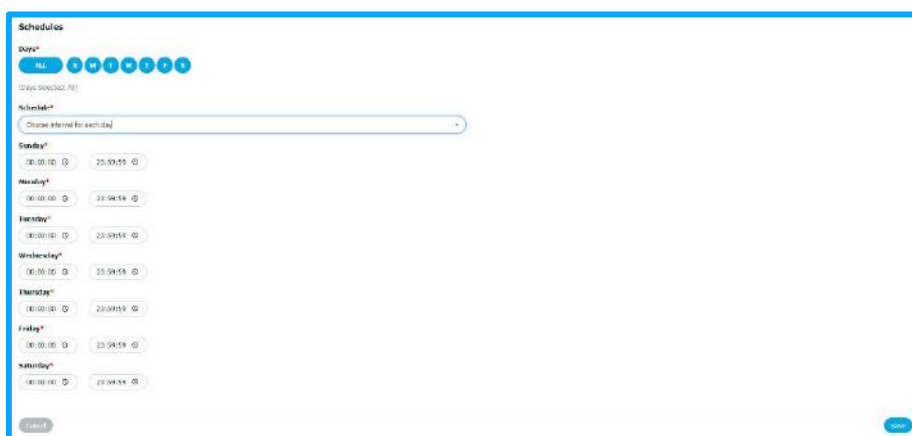 Schedules
Days*
ALL S M T W T F S
(Days Selected: All)
Schedule*
Choose interval for each day
Sunday*
00:00:00 23:59:59
Monday*
00:00:00 23:59:59
Tuesday*
00:00:00 23:59:59
Wednesday*
00:00:00 23:59:59
Thursday*
00:00:00 23:59:59
Friday*
00:00:00 23:59:59
Saturday*
00:00:00 23:59:59
Cancel Save